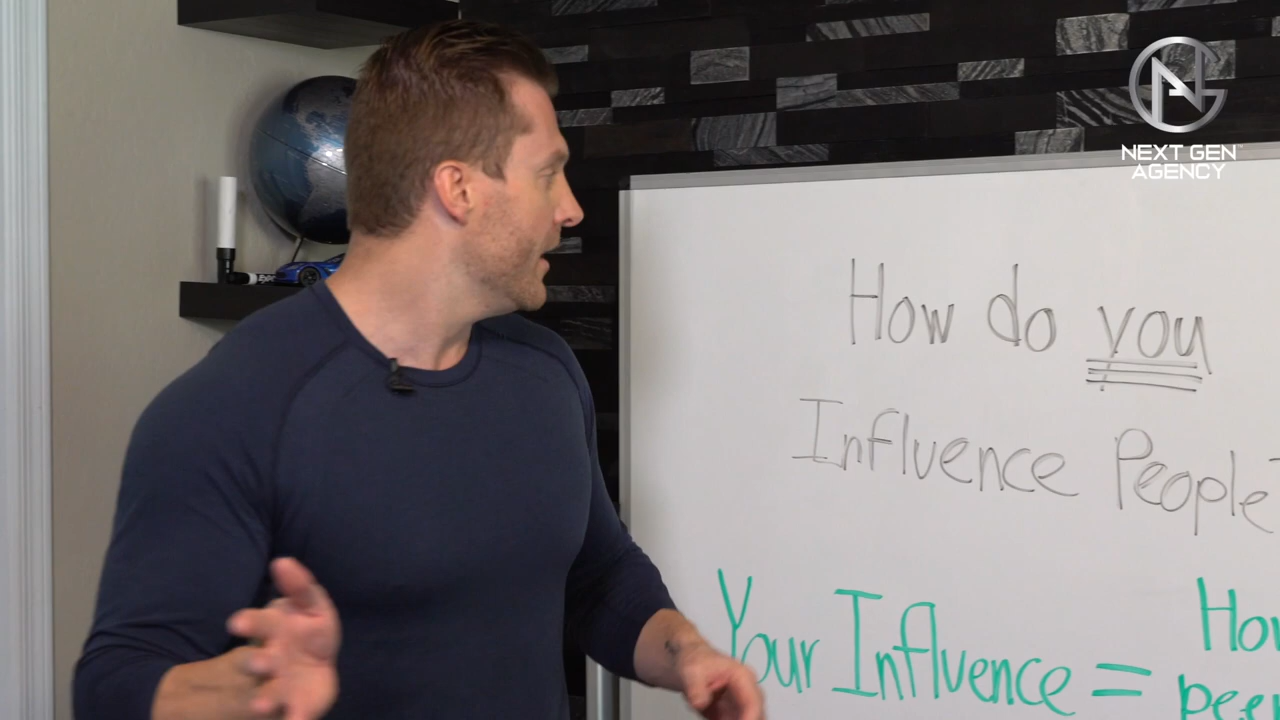 NEXT GEN
AGENCY
How do you
Influence People
Your Influence =